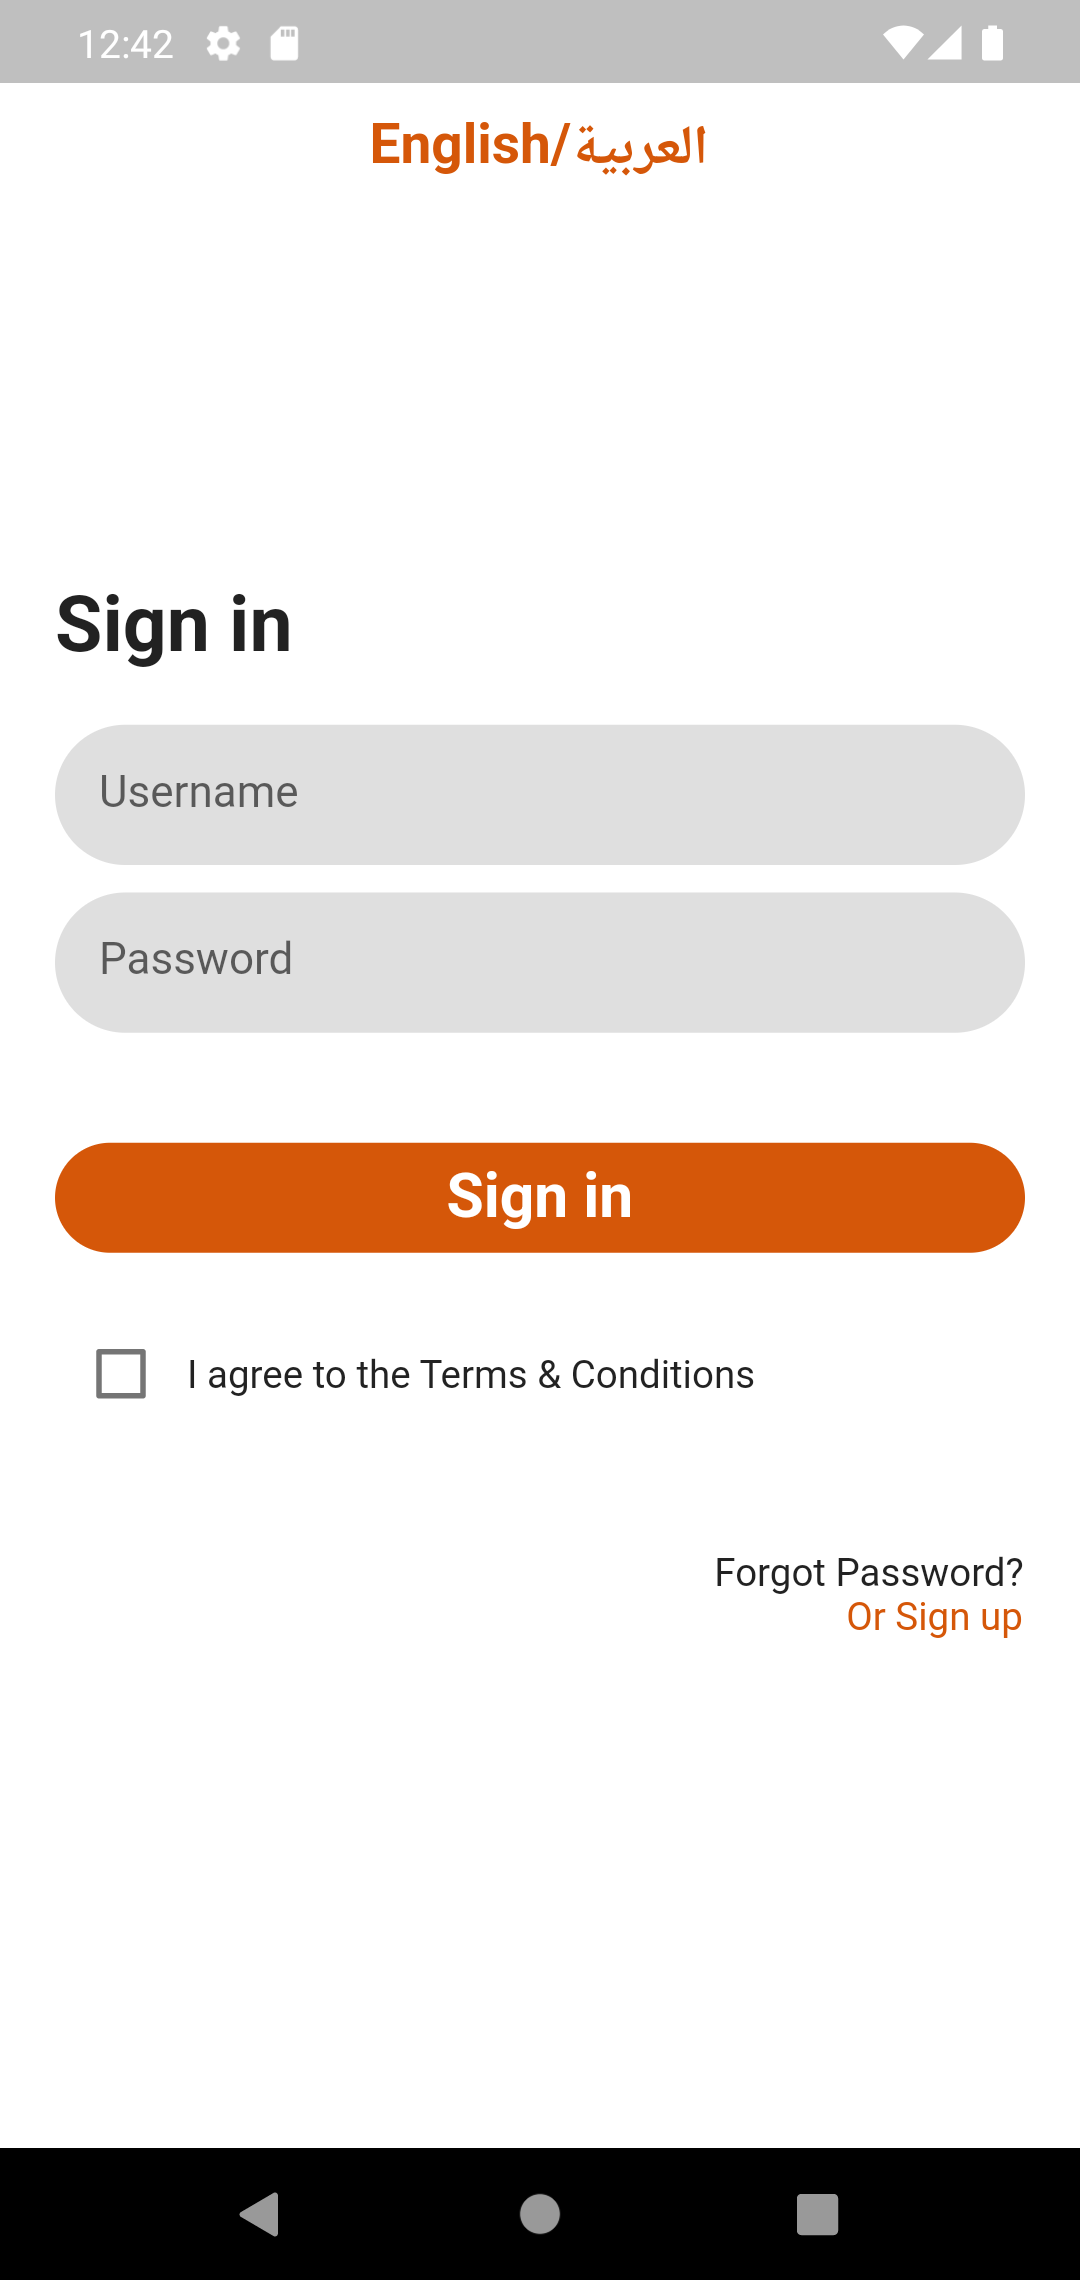 12:42
English/العربية
Sign in
Username
Password
Sign in
I agree to the Terms & Conditions
Forgot Password?
Or Sign up